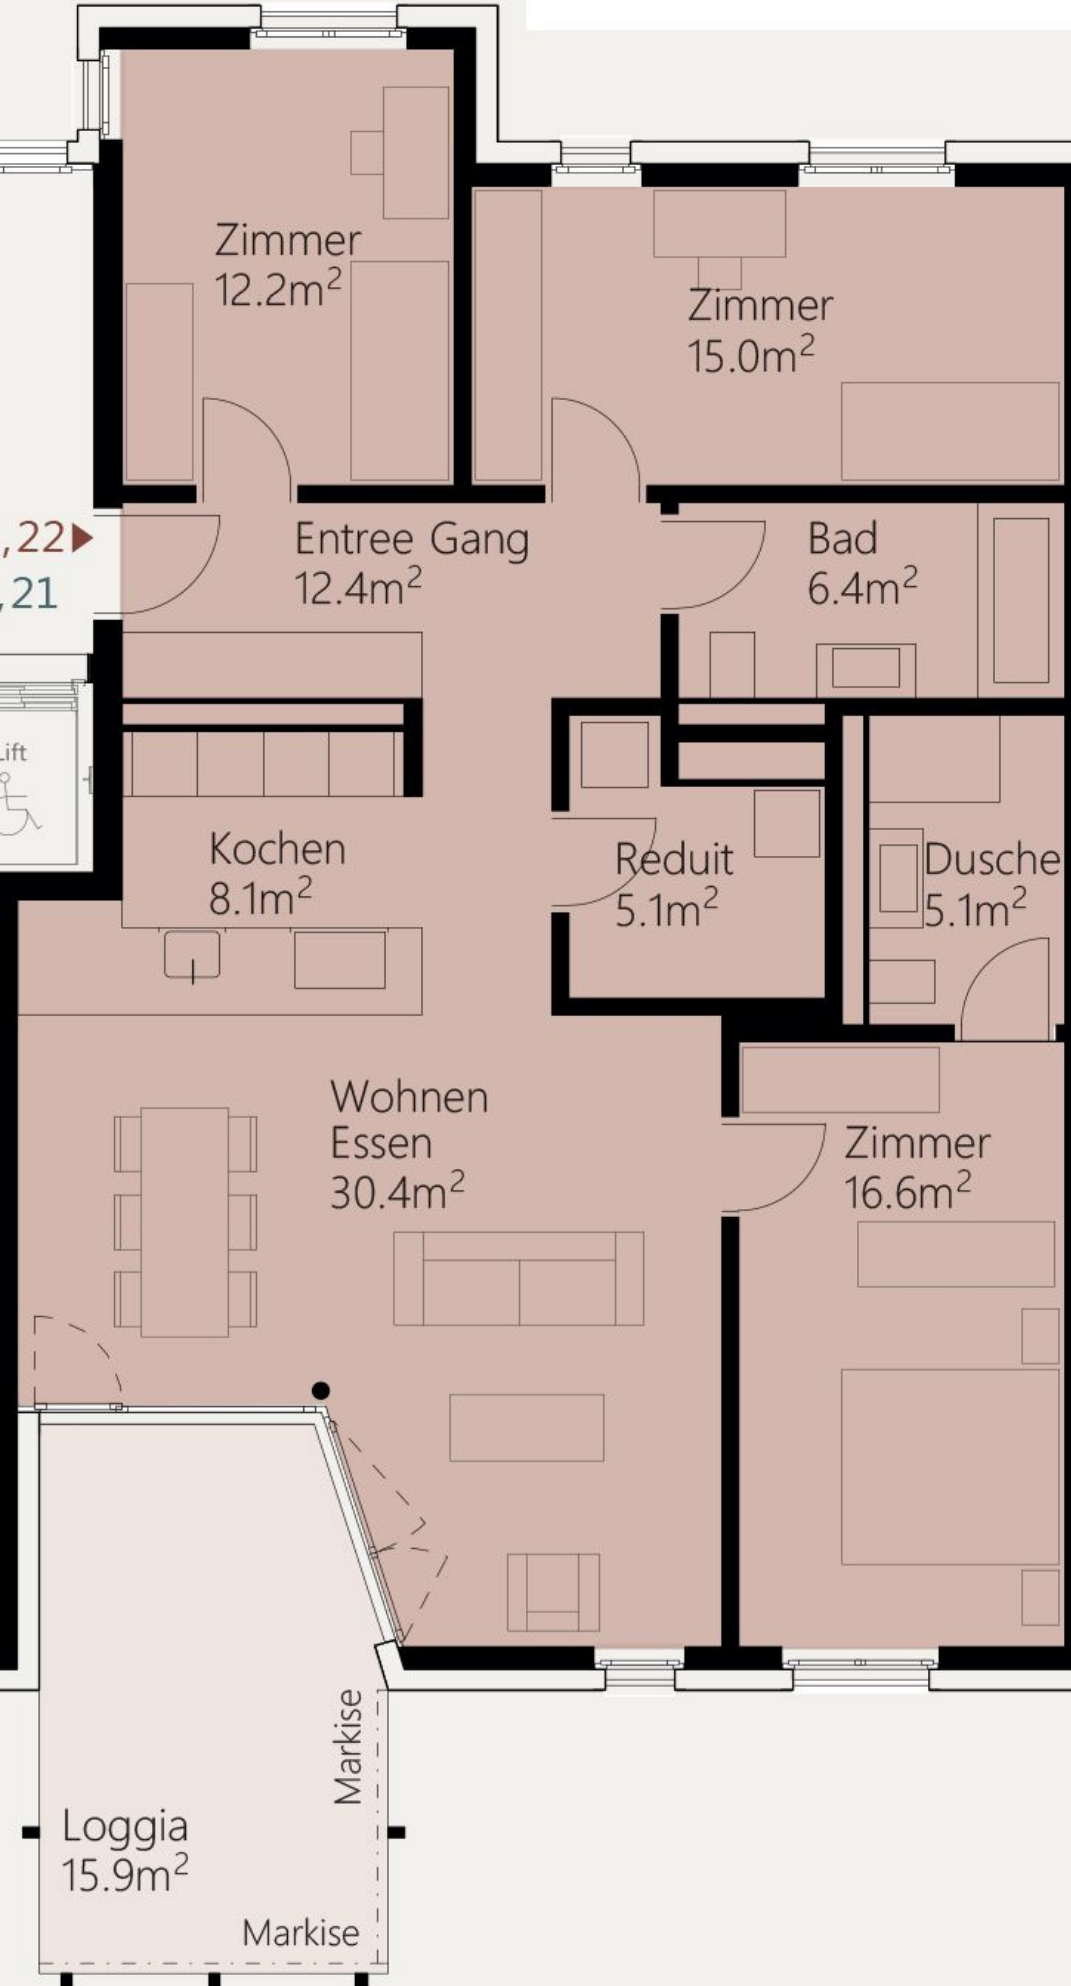 Zimmer
12.2m²
Zimmer
15.0m²
,22
,21
Entree Gang
12.4m²
Bad
6.4m²
Lift
Kochen
8.1m²
Reduit
5.1m²
Dusche
5.1m²
Wohnen
Essen
30.4m²
Zimmer
16.6m²
Markise
Loggia
15.9m²
Markise